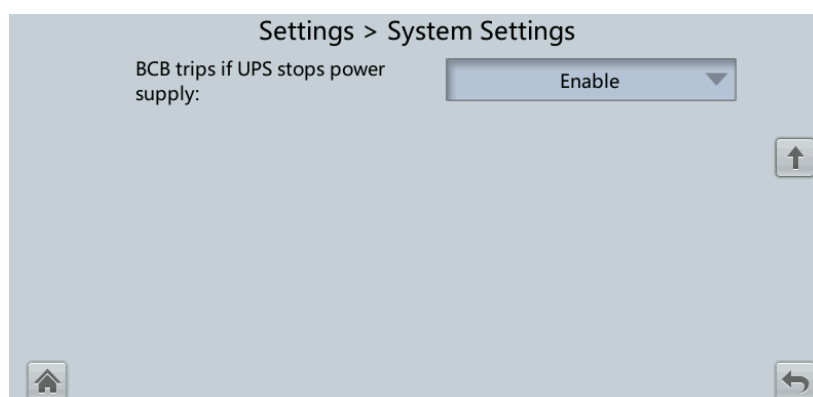 Settings > System Settings
BCB trips if UPS stops power
supply:
Enable